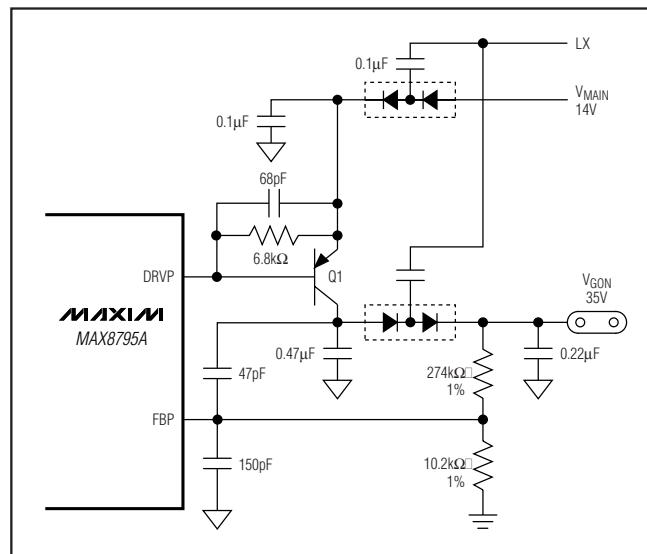 LX
0.1µF
VMAIN
14V
0.1µF
68pF
6.8kΩ
DRVP
Q1
VGON
35V
MAXIM
MAX8795A
0.47µF
0.22µF
47pF
274kΩ
1%
FBP
150pF
10.2kΩ
1%